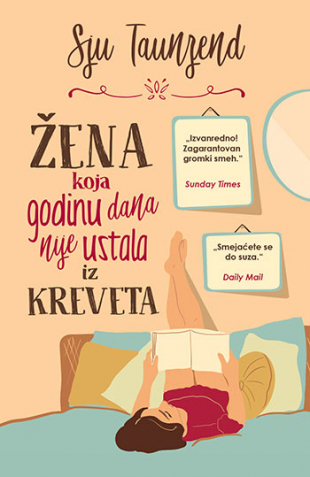 Sju Taunzend
ŽENA
koja
godinu dana
nije ustala
iz
KREVETA
„Izvanredno!
Zagarantovan
gromki smeh.“
Sunday Times
„Smejaćete se
do suza.“
Daily Mail